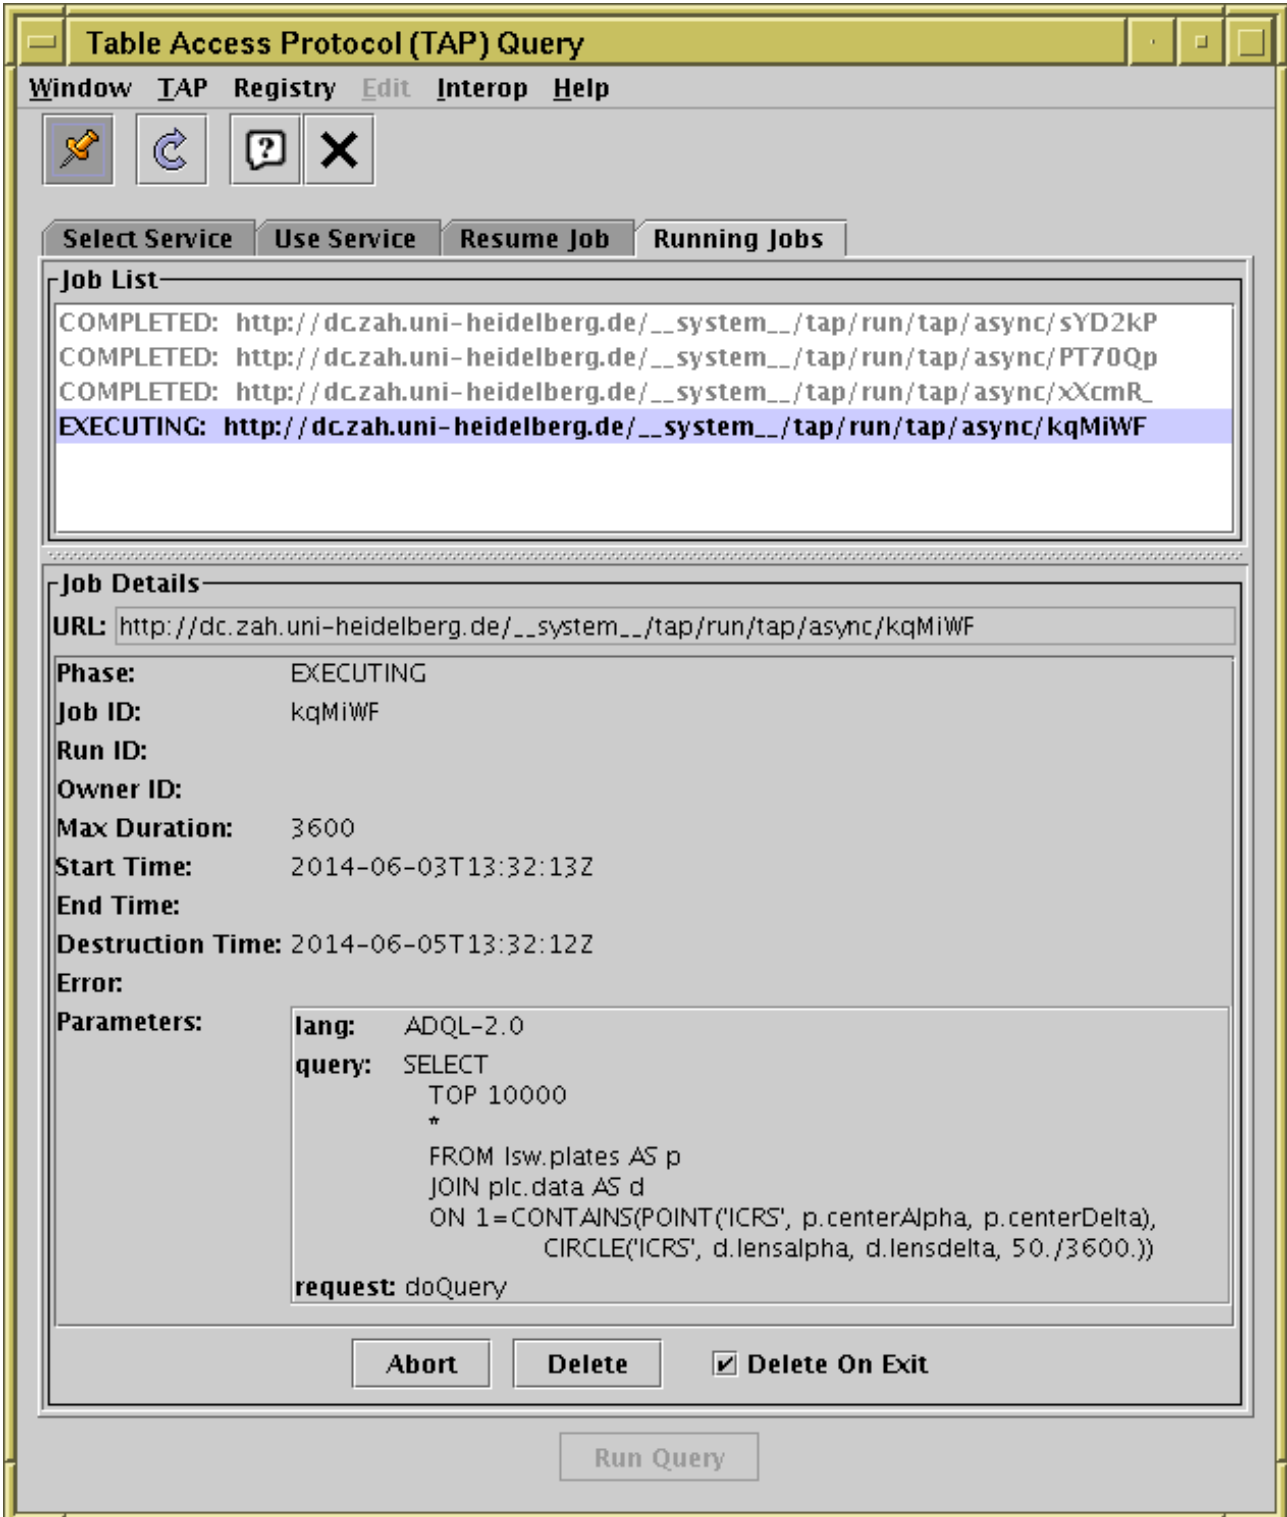 Table Access Protocol (TAP) Query
Window TAP Registry Edit Interop Help
Select Service Use Service Resume Job Running Jobs
Job List
COMPLETED: http://dc.zah.uni-heidelberg.de/__system__/tap/run/tap/async/sYD2kP
COMPLETED: http://dc.zah.uni-heidelberg.de/__system__/tap/run/tap/async/PT70Qp
COMPLETED: http://dc.zah.uni-heidelberg.de/__system__/tap/run/tap/async/xXcmR_
EXECUTING: http://dc.zah.uni-heidelberg.de/__system__/tap/run/tap/async/kqMiWF
Job Details
URL: http://dc.zah.uni-heidelberg.de/__system__/tap/run/tap/async/kqMiWF
Phase: EXECUTING
Job ID: kqMiWF
Run ID:
Owner ID:
Max Duration: 3600
Start Time: 2014-06-03T13:32:13Z
End Time:
Destruction Time: 2014-06-05T13:32:12Z
Error:
Parameters: lang: ADQL-2.0
query: SELECT
TOP 10000
*
FROM lsw.plates AS p
JOIN plc.data AS d
ON 1=CONTAINS(POINT('ICRS', p.centerAlpha, p.centerDelta),
CIRCLE('ICRS', d.lensalpha, d.lensdelta, 50./3600.))
request: doQuery
Abort Delete Delete On Exit
Run Query